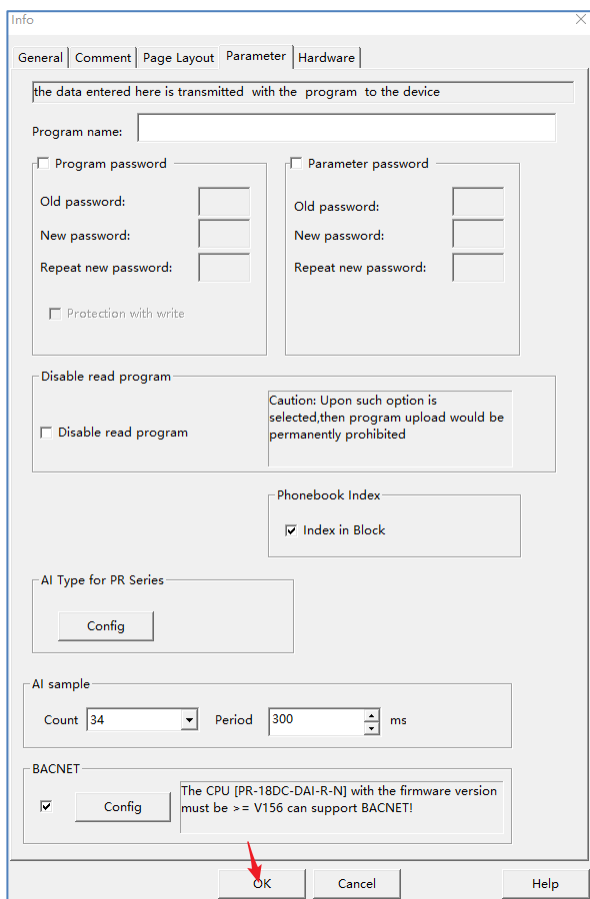 Info
General Comment Page Layout Parameter Hardware
the data entered here is transmitted with the program to the device
Program name:
Program password
Old password:
New password:
Repeat new password:
Protection with write
Parameter password
Old password:
New password:
Repeat new password:
Disable read program
Disable read program
Caution: Upon such option is
selected,then program upload would be
permanently prohibited
Phonebook Index
Index in Block
AI Type for PR Series
Config
AI sample
Count 34 Period 300 ms
BACNET
Config
The CPU [PR-18DC-DAI-R-N] with the firmware version
must be >= V156 can support BACNET!
OK Cancel Help